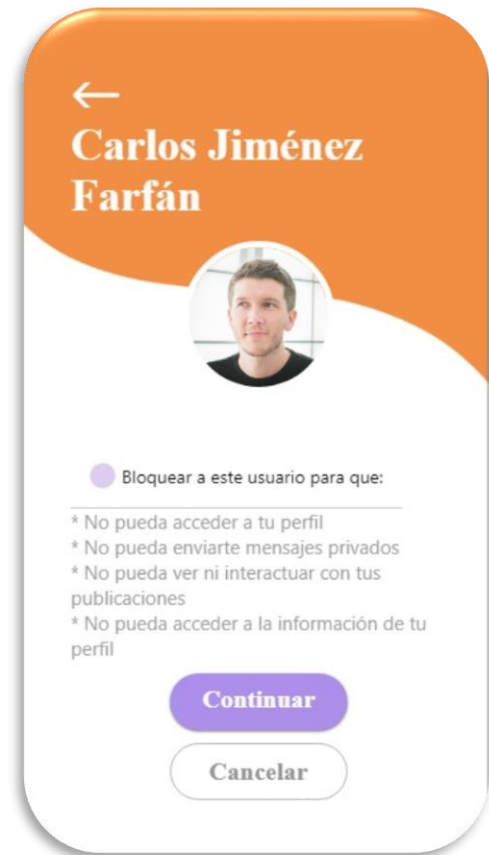 Carlos Jiménez
Farfán
Bloquear a este usuario para que:
* No pueda acceder a tu perfil
* No pueda enviarte mensajes privados
* No pueda ver ni interactuar con tus
publicaciones
* No pueda acceder a la información de tu
perfil
Continuar
Cancelar